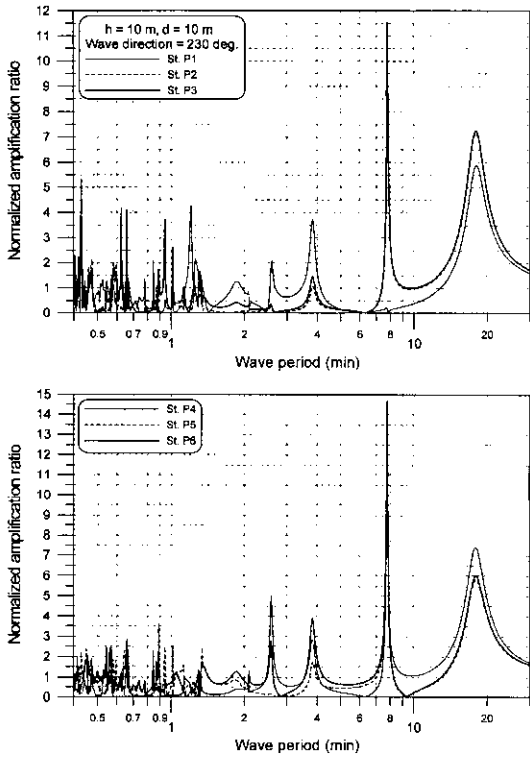 h = 10 m, d = 10 m
Wave direction = 230 deg.
St. P1
St. P2
St. P3
Normalized amplification ratio
12
11
10
9
8
7
6
5
4
3
2
1
0
0.5 0.7 0.9 1 2 4 6 8 10 20
Wave period (min)
St. P4
St. P5
St. P6
Normalized amplification ratio
15
14
13
12
11
10
9
8
7
6
5
4
3
2
1
0
0.5 0.7 0.9 1 2 4 6 8 10 20
Wave period (min)